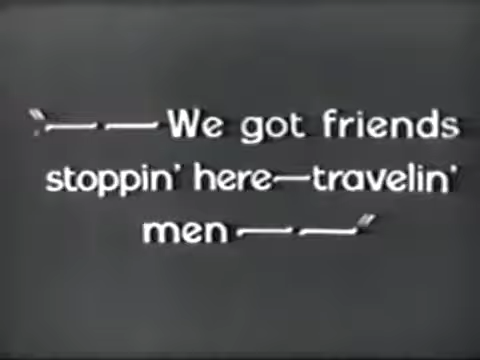 "— — We got friends
stoppin' here—travelin'
men — —"